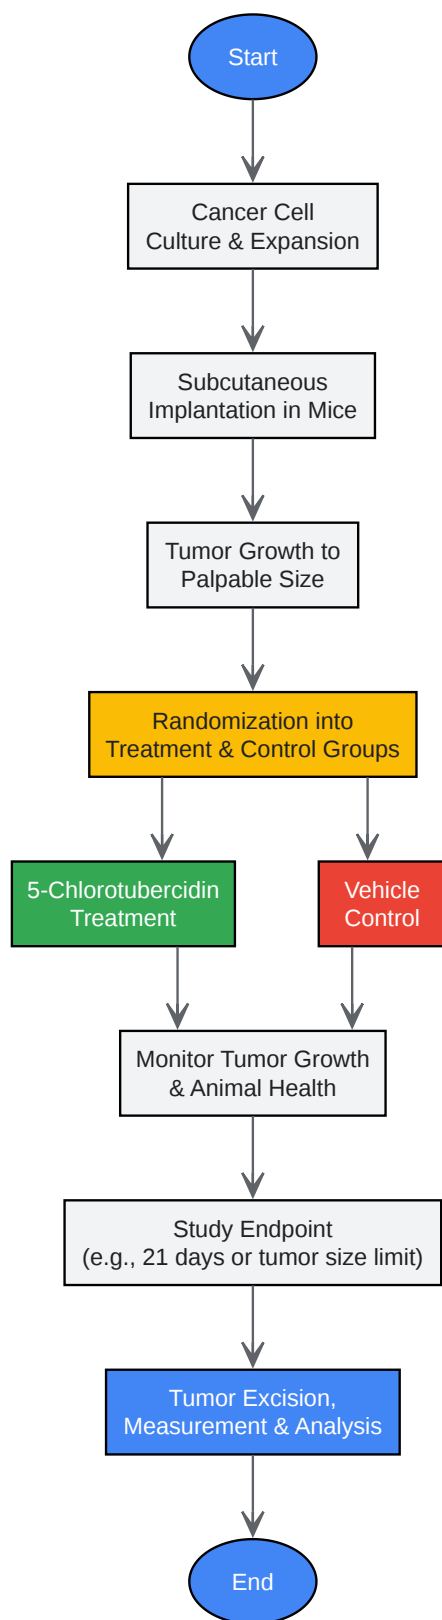 Start
Cancer Cell
Culture & Expansion
Subcutaneous
Implantation in Mice
Tumor Growth to
Palpable Size
Randomization into
Treatment & Control Groups
5-Chlorotubercidin
Treatment
Vehicle
Control
Monitor Tumor Growth
& Animal Health
Study Endpoint
(e.g., 21 days or tumor size limit)
Tumor Excision,
Measurement & Analysis
End